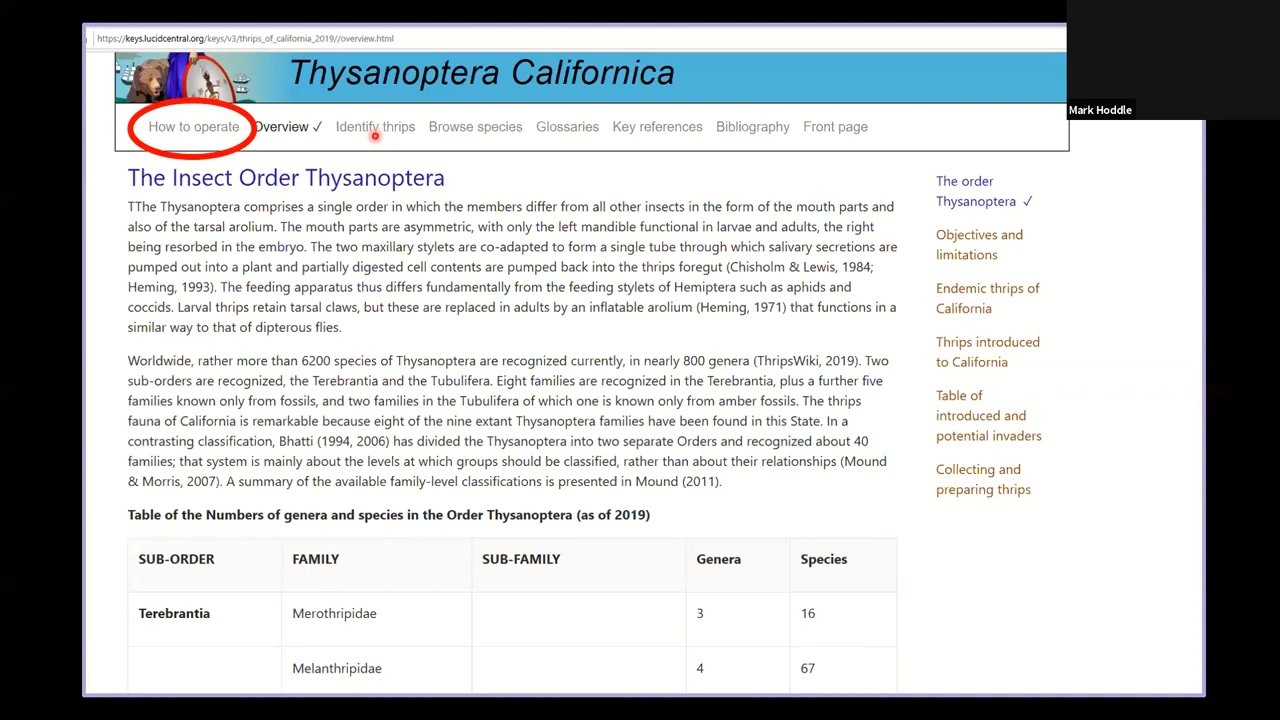 https://keys.lucidcentral.org/keys/v3/thrips_of_california_2019//overview.html
Thysanoptera Californica
Mark Hoddle
How to operate Overview ✓ Identify thrips Browse species Glossaries Key references Bibliography Front page
The Insect Order Thysanoptera
TThe Thysanoptera comprises a single order in which the members differ from all other insects in the form of the mouth parts and
also of the tarsal arolium. The mouth parts are asymmetric, with only the left mandible functional in larvae and adults, the right
being resorbed in the embryo. The two maxillary stylets are co-adapted to form a single tube through which salivary secretions are
pumped out into a plant and partially digested cell contents are pumped back into the thrips foregut (Chisholm & Lewis, 1984;
Heming, 1993). The feeding apparatus thus differs fundamentally from the feeding stylets of Hemiptera such as aphids and
coccids. Larval thrips retain tarsal claws, but these are replaced in adults by an inflatable arolium (Heming, 1971) that functions in a
similar way to that of dipterous flies.
Worldwide, rather more than 6200 species of Thysanoptera are recognized currently, in nearly 800 genera (ThripsWiki, 2019). Two
sub-orders are recognized, the Terebrantia and the Tubulifera. Eight families are recognized in the Terebrantia, plus a further five
families known only from fossils, and two families in the Tubulifera of which one is known only from amber fossils. The thrips
fauna of California is remarkable because eight of the nine extant Thysanoptera families have been found in this State. In a
contrasting classification, Bhatti (1994, 2006) has divided the Thysanoptera into two separate Orders and recognized about 40
families; that system is mainly about the levels at which groups should be classified, rather than about their relationships (Mound
& Morris, 2007). A summary of the available family-level classifications is presented in Mound (2011).
Table of the Numbers of genera and species in the Order Thysanoptera (as of 2019)
SUB-ORDER FAMILY SUB-FAMILY Genera Species
Terebrantia Merothripidae 3 16
Melanthripidae 4 67
The order
Thysanoptera ✓
Objectives and
limitations
Endemic thrips of
California
Thrips introduced
to California
Table of
introduced and
potential invaders
Collecting and
preparing thrips